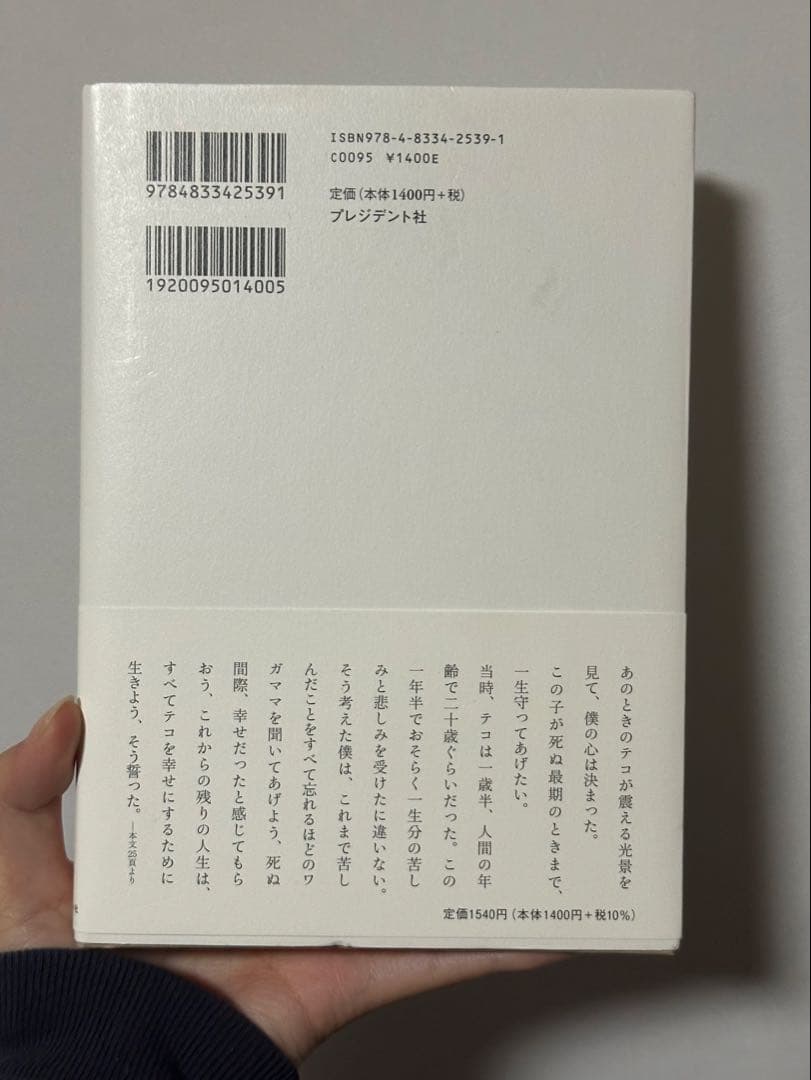 9784833425391
1920095014005
ISBN978-4-8334-2539-1
C0095 ¥1400E
定価(本体1400円+税)
プレジデント社
あのときのテコが震える光景を
見て、僕の心は決まった。
この子が死ぬ最期のときまで、
一生守ってあげたい。
当時、テコは一歳半、人間の年
齢で二十歳ぐらいだった。この
一年半でおそらく一生分の苦し
みと悲しみを受けたに違いない。
そう考えた僕は、これまで苦し
んだことをすべて忘れるほどのワ
ガママを聞いてあげよう、死ぬ
間際、幸せだったと感じてもら
おう、これからの残りの人生は、
すべてテコを幸せにするために
生きよう、そう誓った。—本文25頁より
定価1540円(本体1400円+税10%)